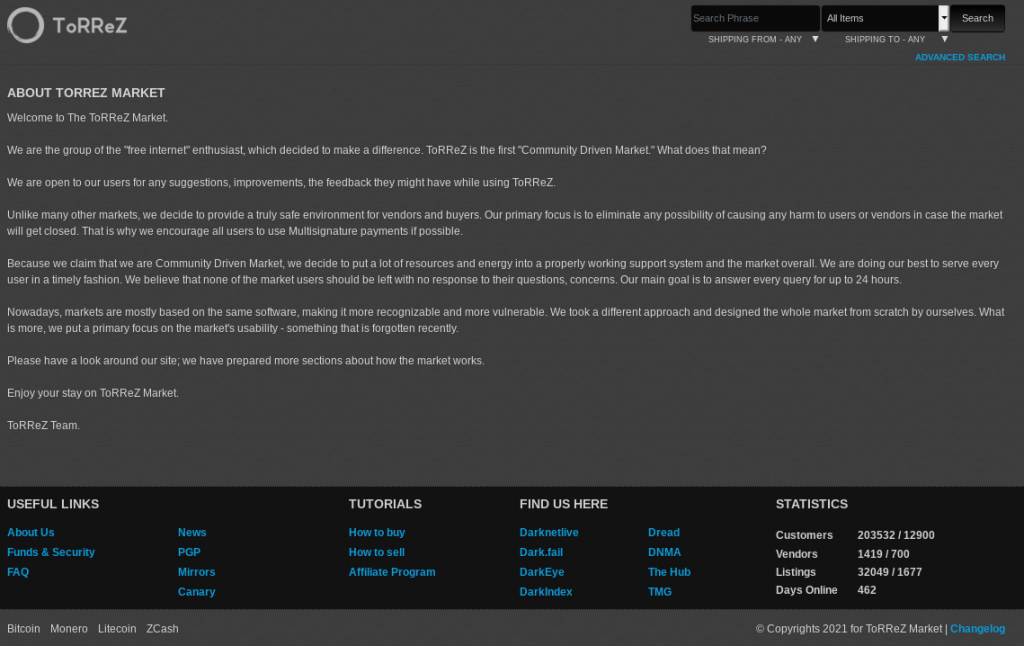 ToRReZ
Search Phrase
All Items
Search
SHIPPING FROM - ANY ▼ SHIPPING TO - ANY ▼
ADVANCED SEARCH
ABOUT TORREZ MARKET
Welcome to The ToRReZ Market.
We are the group of the "free internet" enthusiast, which decided to make a difference. ToRReZ is the first "Community Driven Market." What does that mean?
We are open to our users for any suggestions, improvements, the feedback they might have while using ToRReZ.
Unlike many other markets, we decide to provide a truly safe environment for vendors and buyers. Our primary focus is to eliminate any possibility of causing any harm to users or vendors in case the market
will get closed. That is why we encourage all users to use Multisignature payments if possible.
Because we claim that we are Community Driven Market, we decide to put a lot of resources and energy into a properly working support system and the market overall. We are doing our best to serve every
user in a timely fashion. We believe that none of the market users should be left with no response to their questions, concerns. Our main goal is to answer every query for up to 24 hours.
Nowadays, markets are mostly based on the same software, making it more recognizable and more vulnerable. We took a different approach and designed the whole market from scratch by ourselves. What
is more, we put a primary focus on the market's usability - something that is forgotten recently.
Please have a look around our site; we have prepared more sections about how the market works.
Enjoy your stay on ToRReZ Market.
ToRReZ Team.
USEFUL LINKS
About Us
Funds & Security
FAQ
News
PGP
Mirrors
Canary
TUTORIALS
How to buy
How to sell
Affiliate Program
FIND US HERE
Darknetlive
Dark.fail
DarkEye
DarkIndex
Dread
DNMA
The Hub
TMG
STATISTICS
Customers 203532 / 12900
Vendors 1419 / 700
Listings 32049 / 1677
Days Online 462
Bitcoin Monero Litecoin ZCash
© Copyrights 2021 for ToRReZ Market | Changelog